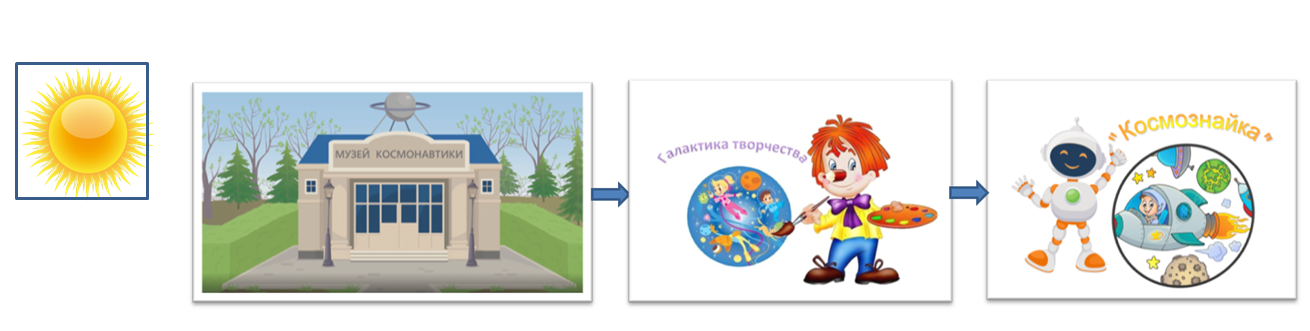 МУЗЕЙ КОСМОНАВТИКИ
Галактика творчества
"Космознайка"